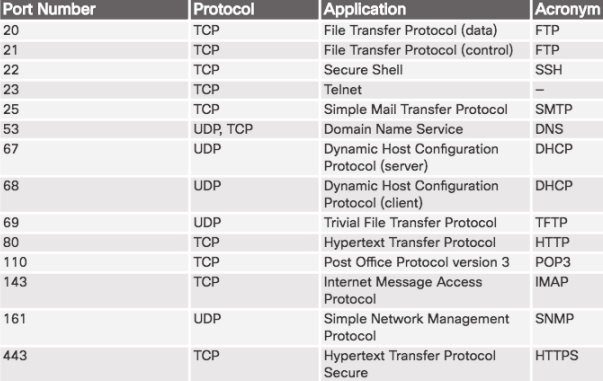 Port Number Protocol Application Acronym
20 TCP File Transfer Protocol (data) FTP
21 TCP File Transfer Protocol (control) FTP
22 TCP Secure Shell SSH
23 TCP Telnet –
25 TCP Simple Mail Transfer Protocol SMTP
53 UDP, TCP Domain Name Service DNS
67 UDP Dynamic Host Configuration DHCP
Protocol (server)
68 UDP Dynamic Host Configuration DHCP
Protocol (client)
69 UDP Trivial File Transfer Protocol TFTP
80 TCP Hypertext Transfer Protocol HTTP
110 TCP Post Office Protocol version 3 POP3
143 TCP Internet Message Access IMAP
Protocol
161 UDP Simple Network Management SNMP
Protocol
443 TCP Hypertext Transfer Protocol HTTPS
Secure